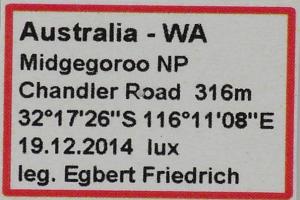 Australia - WA
Midgegoroo NP
Chandler Road 316m
32°17'26"S 116°11'08"E
19.12.2014 lux
leg. Egbert Friedrich